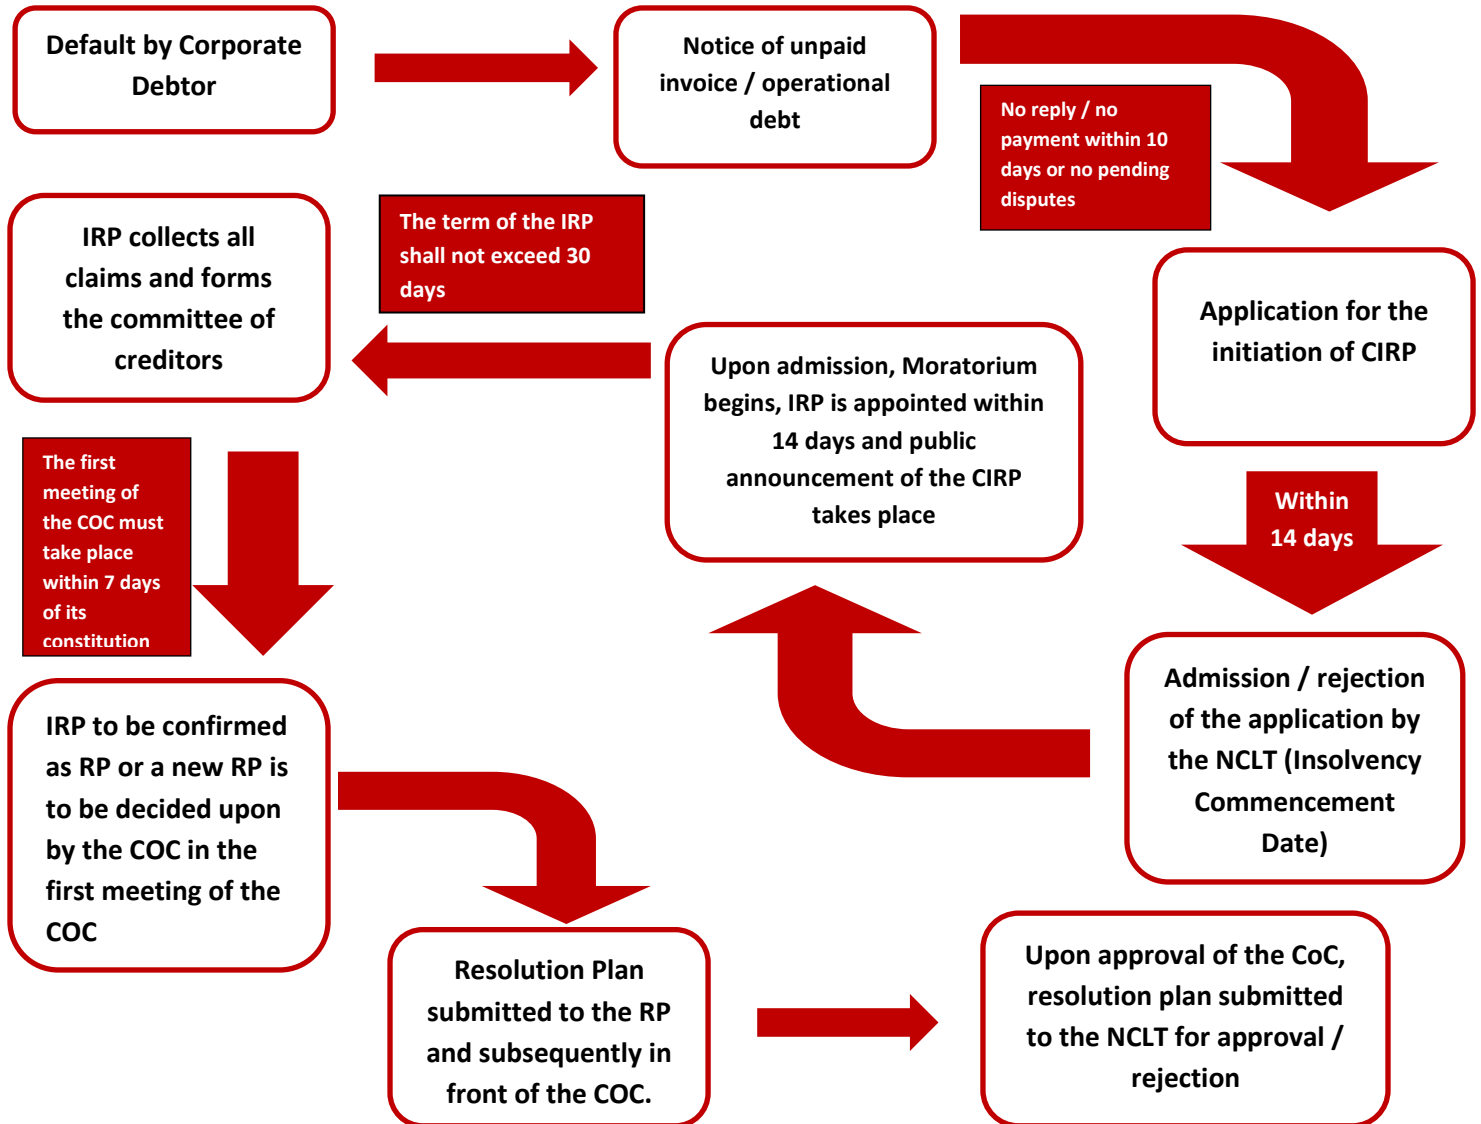 Default by Corporate
Debtor
Notice of unpaid
invoice / operational
debt
No reply / no
payment within 10
days or no pending
disputes
Application for the
initiation of CIRP
Within
14 days
Admission / rejection
of the application by
the NCLT (Insolvency
Commencement
Date)
Upon admission, Moratorium
begins, IRP is appointed within
14 days and public
announcement of the CIRP
takes place
The term of the IRP
shall not exceed 30
days
IRP collects all
claims and forms
the committee of
creditors
The first
meeting of
the COC must
take place
within 7 days
of its
constitution
IRP to be confirmed
as RP or a new RP is
to be decided upon
by the COC in the
first meeting of the
COC
Resolution Plan
submitted to the RP
and subsequently in
front of the COC.
Upon approval of the CoC,
resolution plan submitted
to the NCLT for approval /
rejection